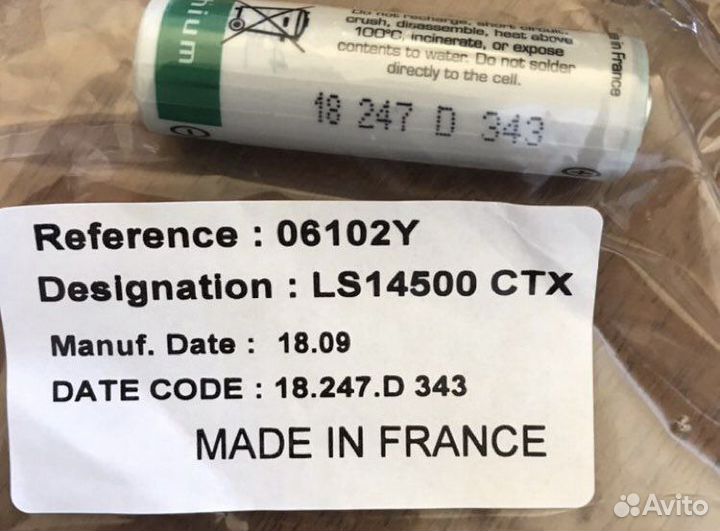 Do not recharge, short circuit,
crush, disassemble, heat above
100°C, incinerate, or expose
contents to water. Do not solder
directly to the cell.
in France
18 247 D 343
Reference : 06102Y
Designation : LS14500 CTX
Manuf. Date : 18.09
DATE CODE : 18.247.D 343
MADE IN FRANCE
Avito